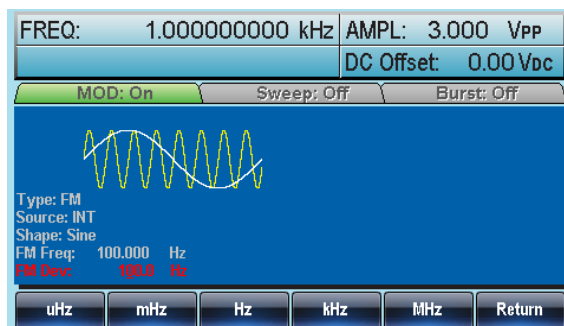 FREQ: 1.000000000 kHz AMPL: 3.000 VPP
DC Offset: 0.00 VDC
MOD: On Sweep: Off Burst: Off
Type: FM
Source: INT
Shape: Sine
FM Freq: 100.000 Hz
FM Dev: 100.0 Hz
uHz mHz Hz kHz MHz Return